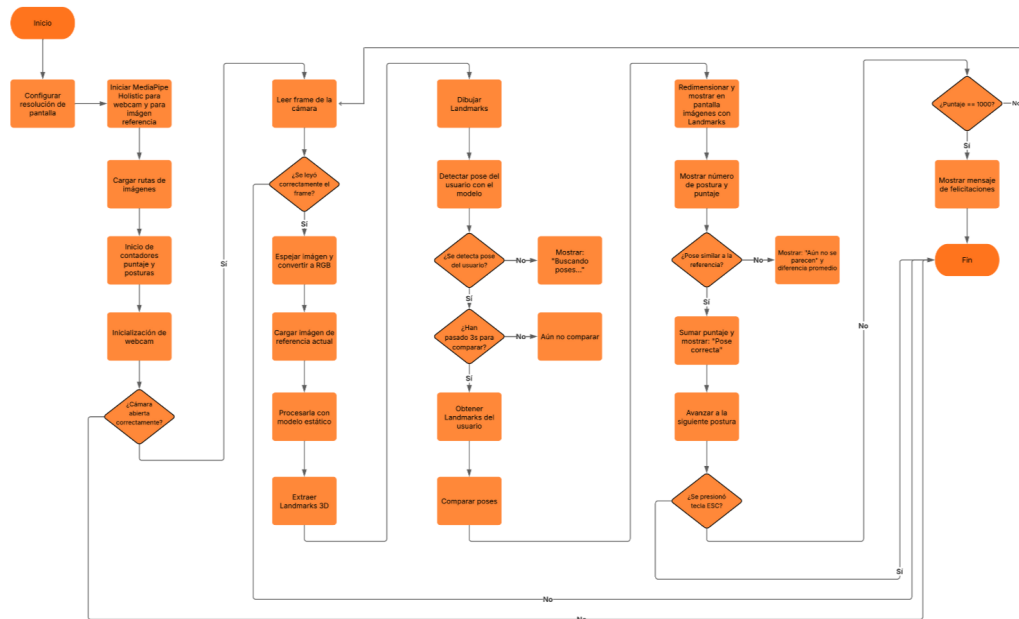 Inicio
Configurar
resolución de
pantalla
Iniciar MediaPipe
Holistic para
webcam y para
imágen
referencia
Cargar rutas de
imágenes
Inicio de
contadores
puntaje y
posturas
Inicialización de
webcam
¿Cámara
abierta
correctamente?
Sí
Leer frame de la
cámara
¿Se leyó
correctamente el
frame?
Sí
Espejar imágen y
convertir a RGB
Cargar imágen de
referencia actual
Procesarla con
modelo estático
Extraer
Landmarks 3D
Dibujar
Landmarks
Detectar pose del
usuario con el
modelo
¿Se detecta pose
del usuario?
No
Mostrar:
"Buscando
poses..."
Sí
¿Han
pasado 3s para
comparar?
No
Aún no comparar
Sí
Obtener
Landmarks del
usuario
Comparar poses
Redimensionar y
mostrar en
pantalla
imágenes con
Landmarks
Mostrar número
de postura y
puntaje
¿Pose similar a la
referencia?
No
Mostrar: "Aún no se
parecen" y
diferencia promedio
Sí
Sumar puntaje y
mostrar: "Pose
correcta"
Avanzar a la
siguiente postura
¿Se presionó
tecla ESC?
Sí
No
¿Puntaje == 1000?
No
Sí
Mostrar mensaje
de felicitaciones
Fin
No
No